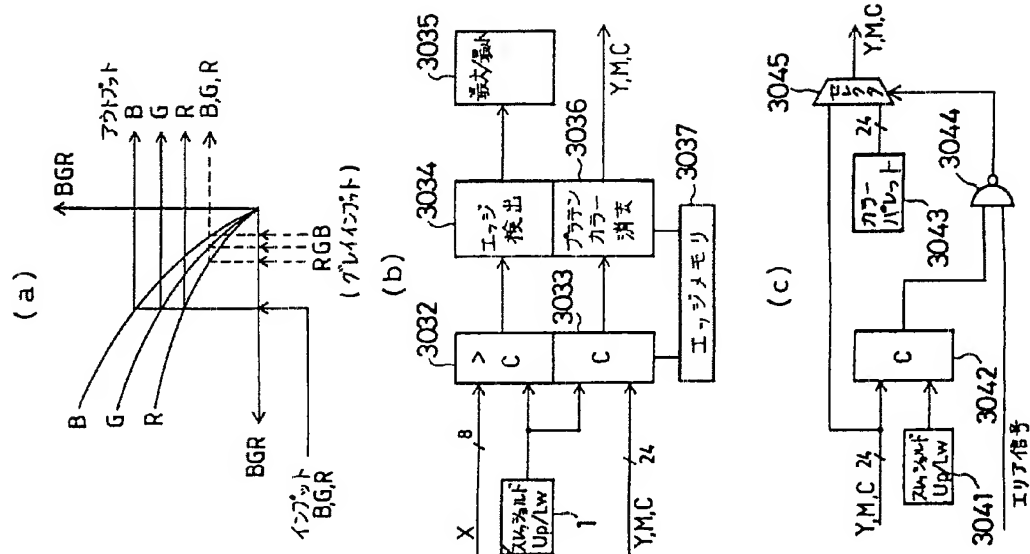 (a)
BGR
アウトプット
B
G
R
B,G,R
B
G
R
RGB
(グレイインプット)
BGR
インプット
B,G,R
(b)
X
8
スレッショルド
Up/Lw
1
Y,M,C
24
3032
>
C
3033
C
3034
エッジ
検出
3035
最大/最小
3036
プラテン
カラー
消去
Y,M,C
3037
エッジメモリ
(c)
Y,M,C
24
スレッショルド
Up/Lw
3041
エリア信号
C
3042
カラー
パレット
3043
24
3044
3045
セレクタ
Y,M,C